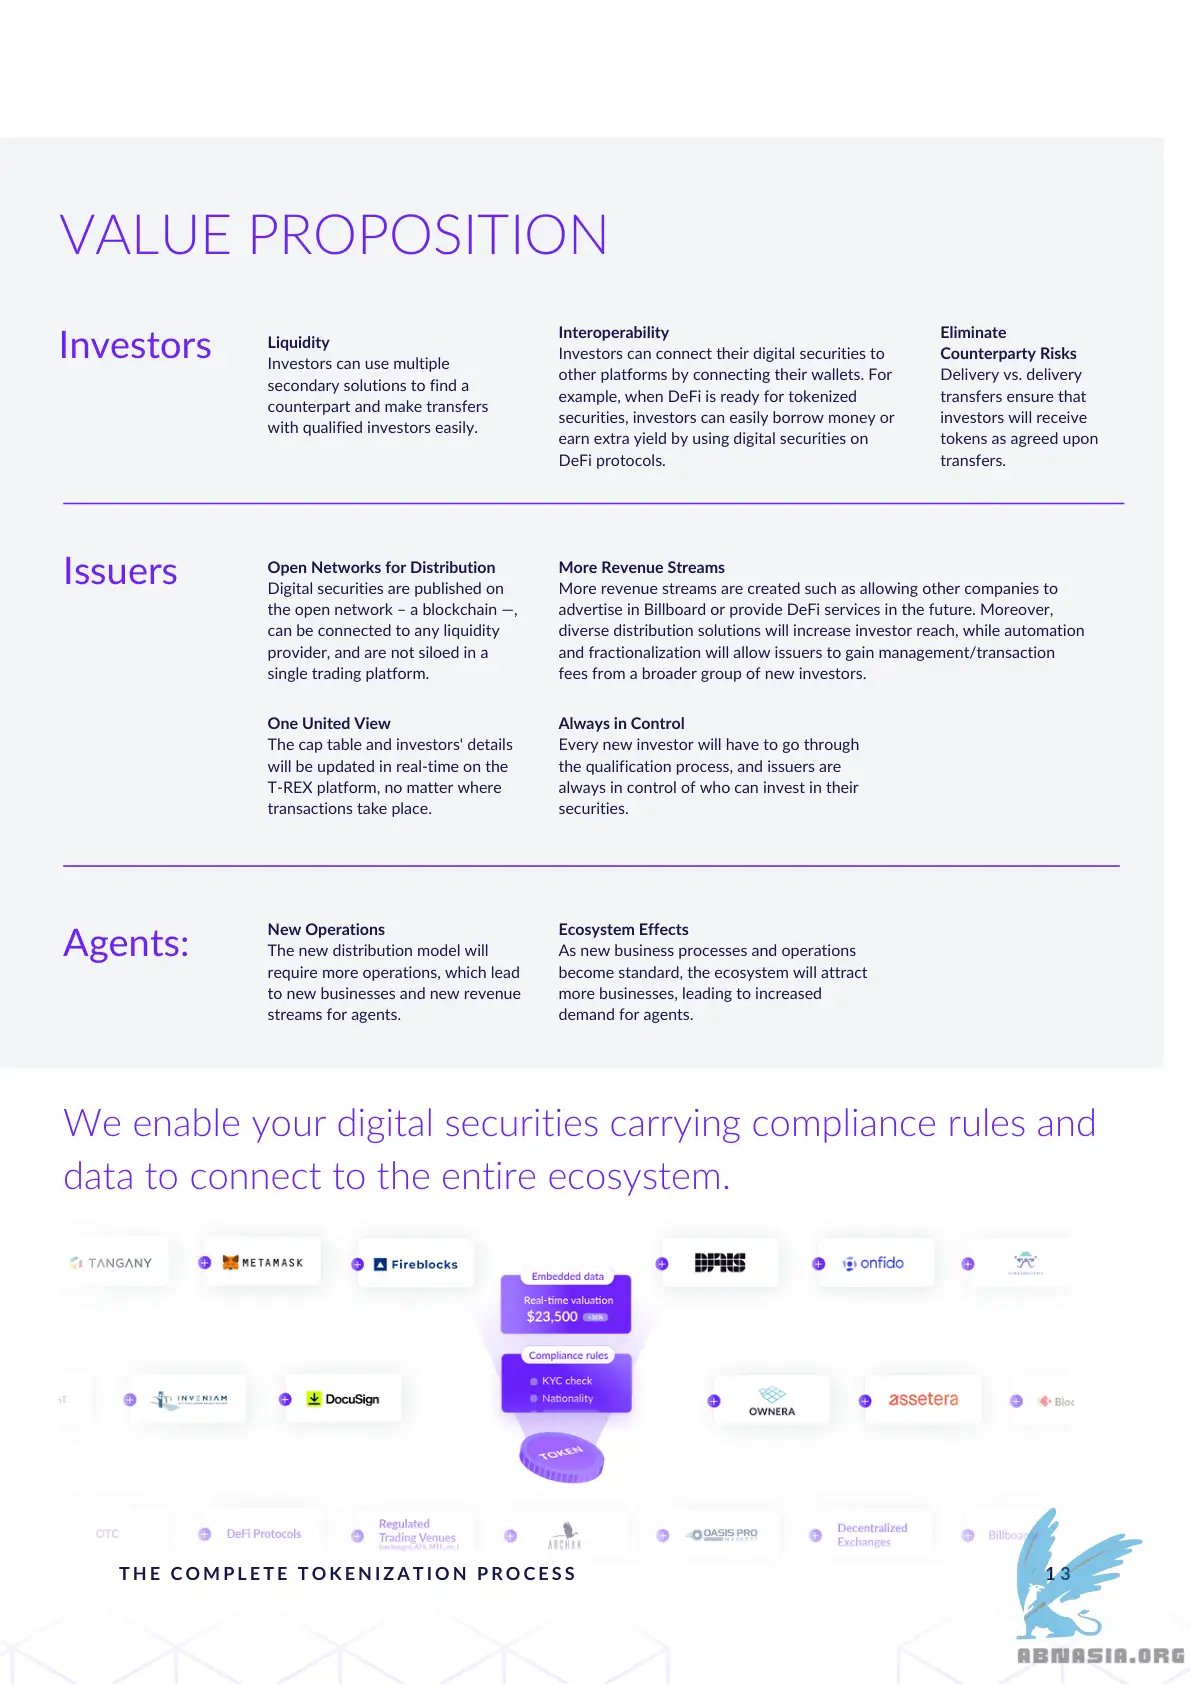 VALUE PROPOSITION
Investors
Liquidity
Investors can use multiple
secondary solutions to find a
counterpart and make transfers
with qualified investors easily.
Interoperability
Investors can connect their digital securities to
other platforms by connecting their wallets. For
example, when DeFi is ready for tokenized
securities, investors can easily borrow money or
earn extra yield by using digital securities on
DeFi protocols.
Eliminate
Counterparty Risks
Delivery vs. delivery
transfers ensure that
investors will receive
tokens as agreed upon
transfers.
Issuers
Open Networks for Distribution
Digital securities are published on
the open network – a blockchain —,
can be connected to any liquidity
provider, and are not siloed in a
single trading platform.
More Revenue Streams
More revenue streams are created such as allowing other companies to
advertise in Billboard or provide DeFi services in the future. Moreover,
diverse distribution solutions will increase investor reach, while automation
and fractionalization will allow issuers to gain management/transaction
fees from a broader group of new investors.
One United View
The cap table and investors' details
will be updated in real-time on the
T-REX platform, no matter where
transactions take place.
Always in Control
Every new investor will have to go through
the qualification process, and issuers are
always in control of who can invest in their
securities.
Agents:
New Operations
The new distribution model will
require more operations, which lead
to new businesses and new revenue
streams for agents.
Ecosystem Effects
As new business processes and operations
become standard, the ecosystem will attract
more businesses, leading to increased
demand for agents.
We enable your digital securities carrying compliance rules and
data to connect to the entire ecosystem.
TANGANY
METAMASK
Fireblocks
DFNS
onfido
Embedded data
Real-time valuation
$23,500 +36%
Compliance rules
KYC check
Nationality
TOKEN
ST
INVENIAM
DocuSign
OWNERA
assetera
Bloc
OTC
DeFi Protocols
Regulated
Trading Venues
(exchanges, ATS, MTF, etc.)
ARCHAX
OASIS PRO
MARKETS
Decentralized
Exchanges
Billboar
THE COMPLETE TOKENIZATION PROCESS
13
ABNASIA.ORG